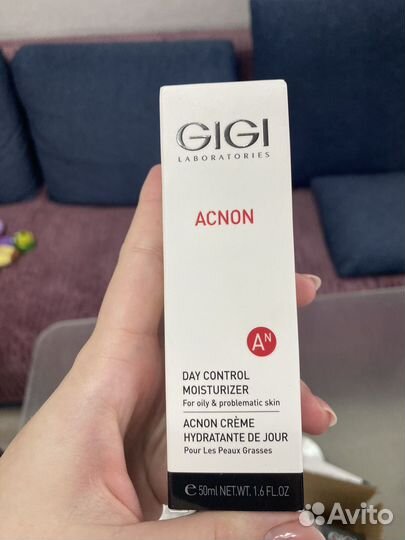 GIGI
LABORATORIES
ACNON
AN
DAY CONTROL
MOISTURIZER
For oily & problematic skin
ACNON CRÈME
HYDRATANTE DE JOUR
Pour Les Peaux Grasses
e 50ml NET.WT. 1.6 FL.OZ
Avito